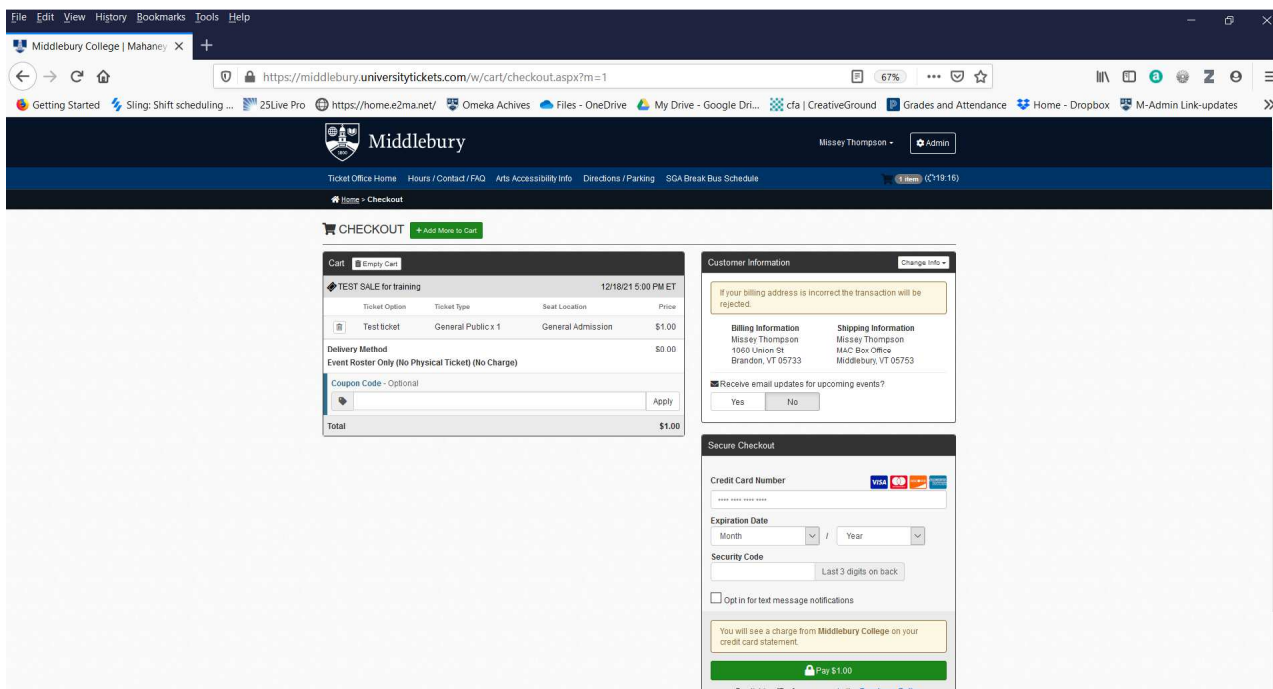 File Edit View History Bookmarks Tools Help
Middlebury College | Mahaney
https://middlebury.universitytickets.com/w/cart/checkout.aspx?m=1 67%
Getting Started Sling: Shift scheduling ... 25Live Pro https://home.e2ma.net/ Omeka Achives Files - OneDrive My Drive - Google Dri... cfa | CreativeGround Grades and Attendance Home - Dropbox M-Admin Link-updates
Middlebury
Missey Thompson Admin
Ticket Office Home Hours / Contact / FAQ Arts Accessibility Info Directions / Parking SGA Break Bus Schedule 1 item (19:16)
Home > Checkout
CHECKOUT + Add More to Cart
Cart Empty Cart
TEST SALE for training 12/18/21 5:00 PM ET
Ticket Option Ticket Type Seat Location Price
Test ticket General Public x 1 General Admission $1.00
Delivery Method $0.00
Event Roster Only (No Physical Ticket) (No Charge)
Coupon Code - Optional
Apply
Total $1.00
Customer Information Change Info
If your billing address is incorrect the transaction will be
rejected.
Billing Information Shipping Information
Missey Thompson Missey Thompson
1060 Union St MAC Box Office
Brandon, VT 05733 Middlebury, VT 05753
Receive email updates for upcoming events?
Yes No
Secure Checkout
Credit Card Number VISA
Expiration Date
Month / Year
Security Code
Last 3 digits on back
Opt in for text message notifications
You will see a charge from Middlebury College on your
credit card statement.
Pay $1.00